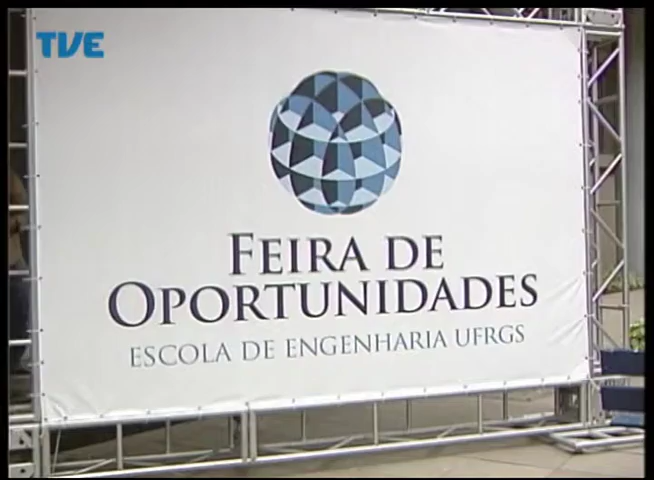 TVE
FEIRA DE
OPORTUNIDADES
ESCOLA DE ENGENHARIA UFRGS